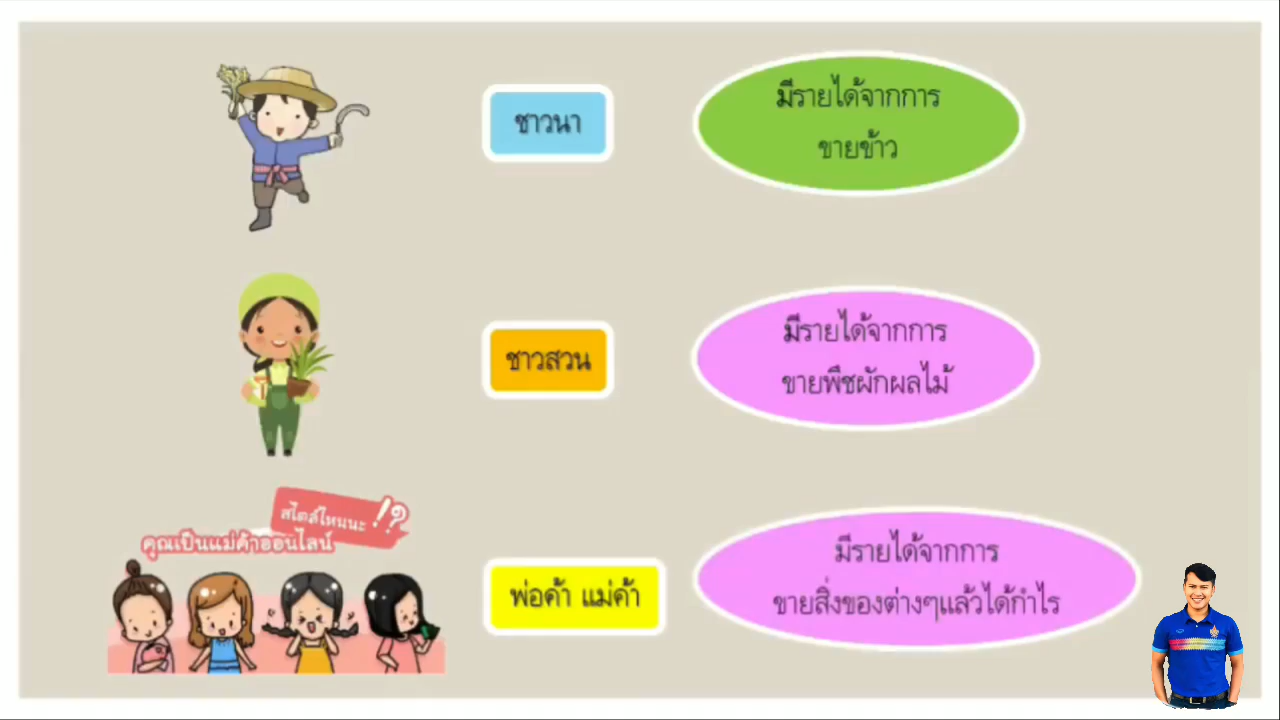 ชาวนา
มีรายได้จากการ
ขายข้าว
ชาวสวน
มีรายได้จากการ
ขายพืชผักผลไม้
สไตล์ไหนนะ !?
คุณเป็นแม่ค้าออนไลน์
พ่อค้า แม่ค้า
มีรายได้จากการ
ขายสิ่งของต่างๆแล้วได้กำไร